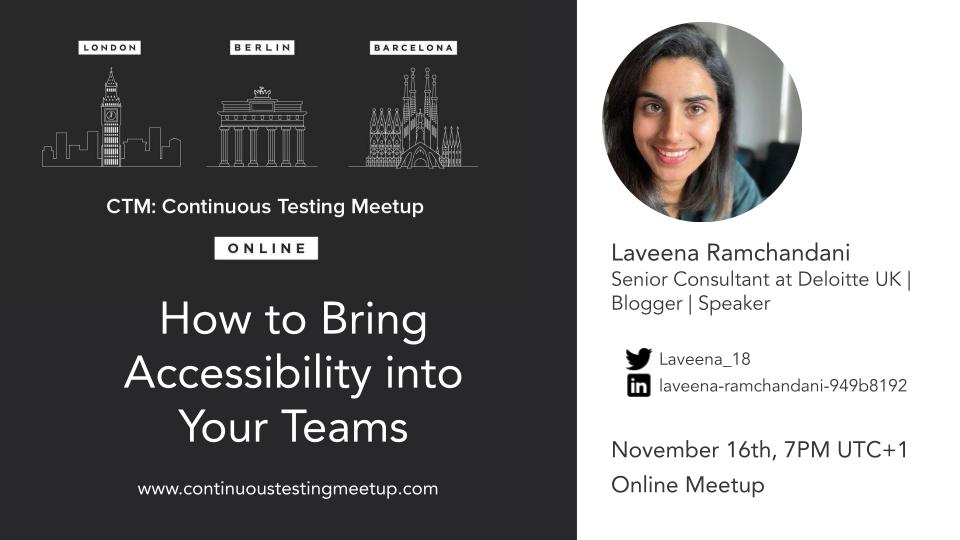 LONDON
BERLIN
BARCELONA
CTM: Continuous Testing Meetup
ONLINE
How to Bring
Accessibility into
Your Teams
www.continuoustestingmeetup.com
Laveena Ramchandani
Senior Consultant at Deloitte UK |
Blogger | Speaker
Laveena_18
in laveena-ramchandani-949b8192
November 16th, 7PM UTC+1
Online Meetup